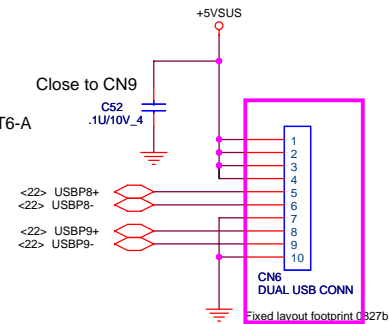 +5VSUS
Close to CN9
C52
.1U/10V_4
T6-A
1
2
3
4
<22> USBP8+ 5
<22> USBP8- 6
7
<22> USBP9+ 8
<22> USBP9- 9
10
CN6
DUAL USB CONN
Fixed layout footprint 0827b